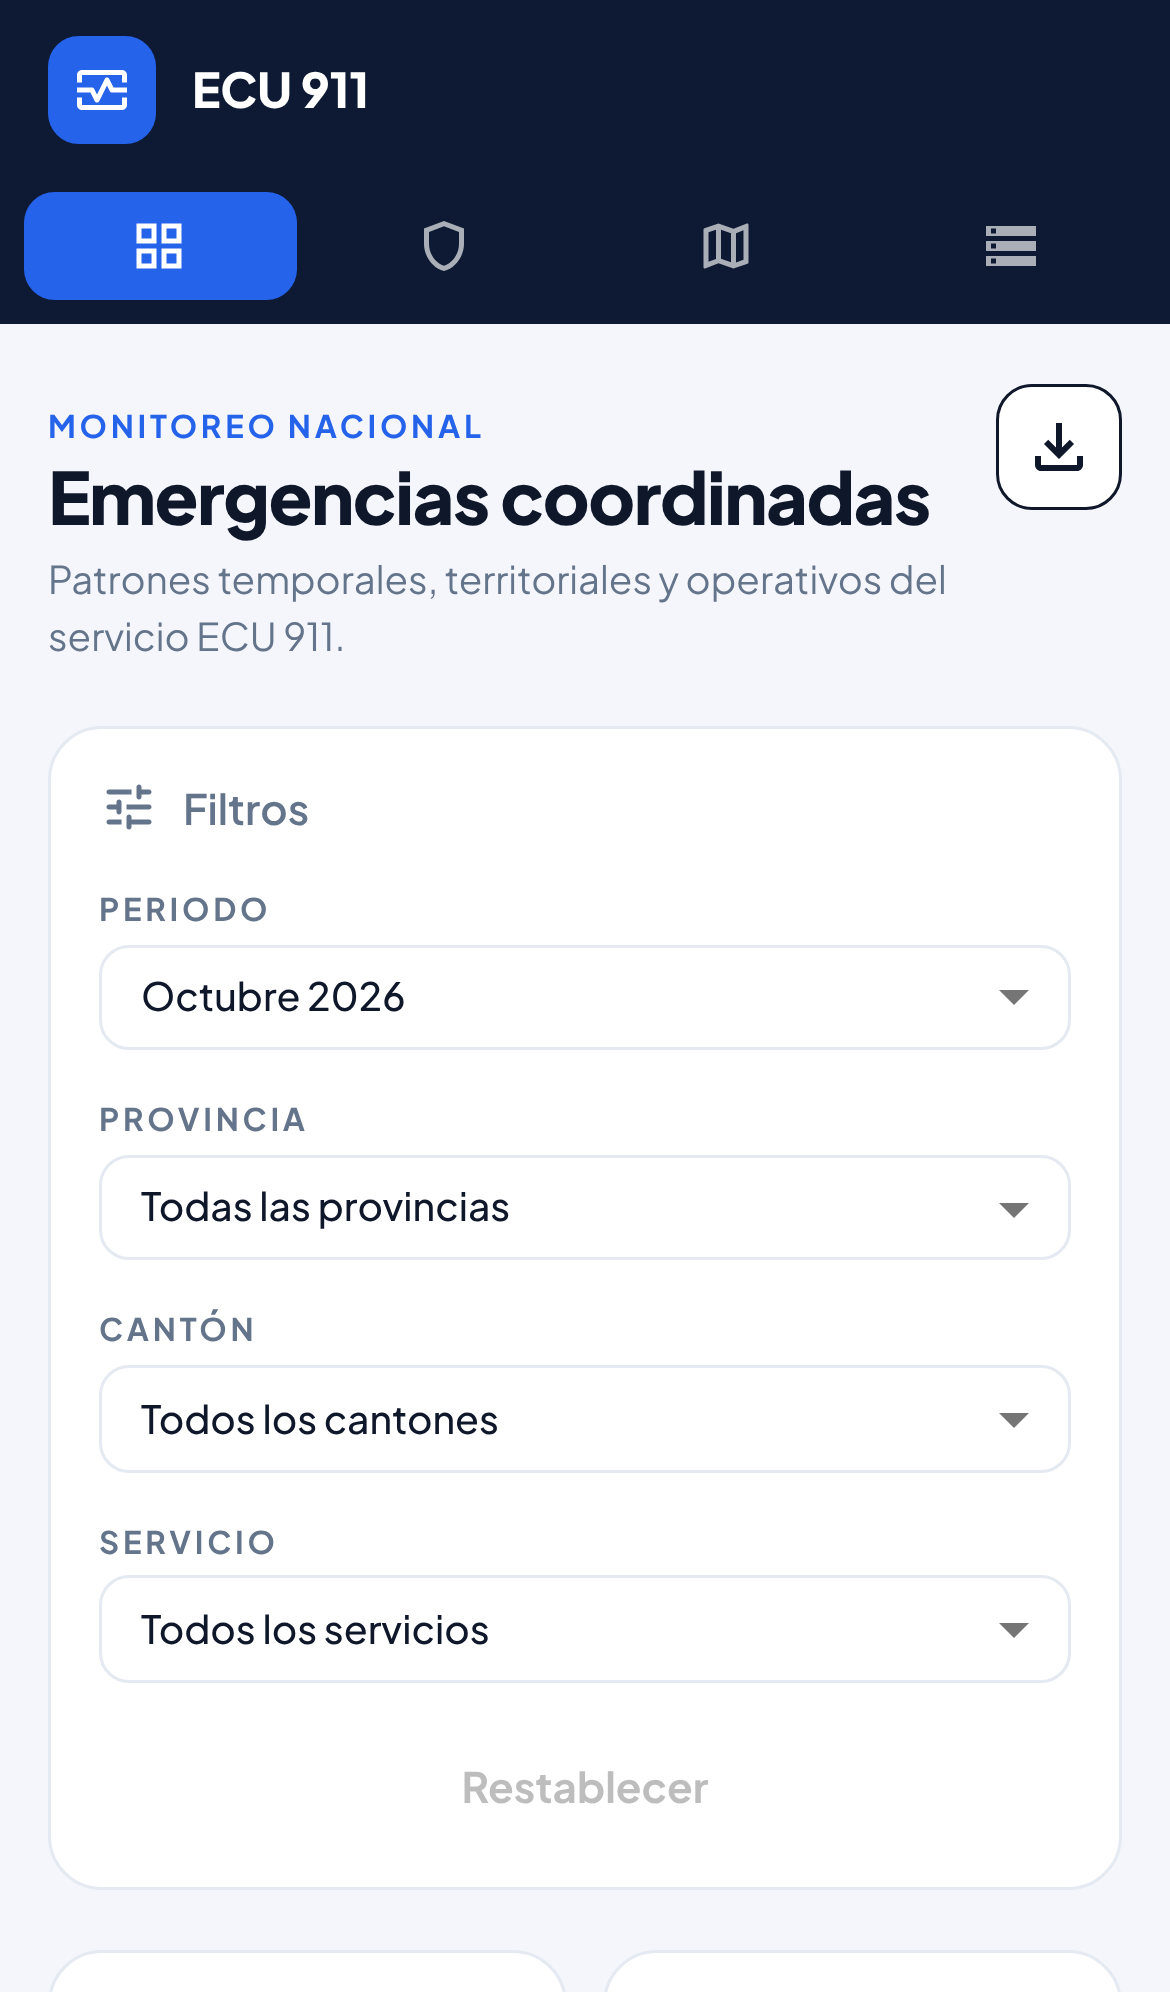 ECU 911
MONITOREO NACIONAL
Emergencias coordinadas
Patrones temporales, territoriales y operativos del
servicio ECU 911.
Filtros
PERIODO
Octubre 2026
PROVINCIA
Todas las provincias
CANTÓN
Todos los cantones
SERVICIO
Todos los servicios
Restablecer